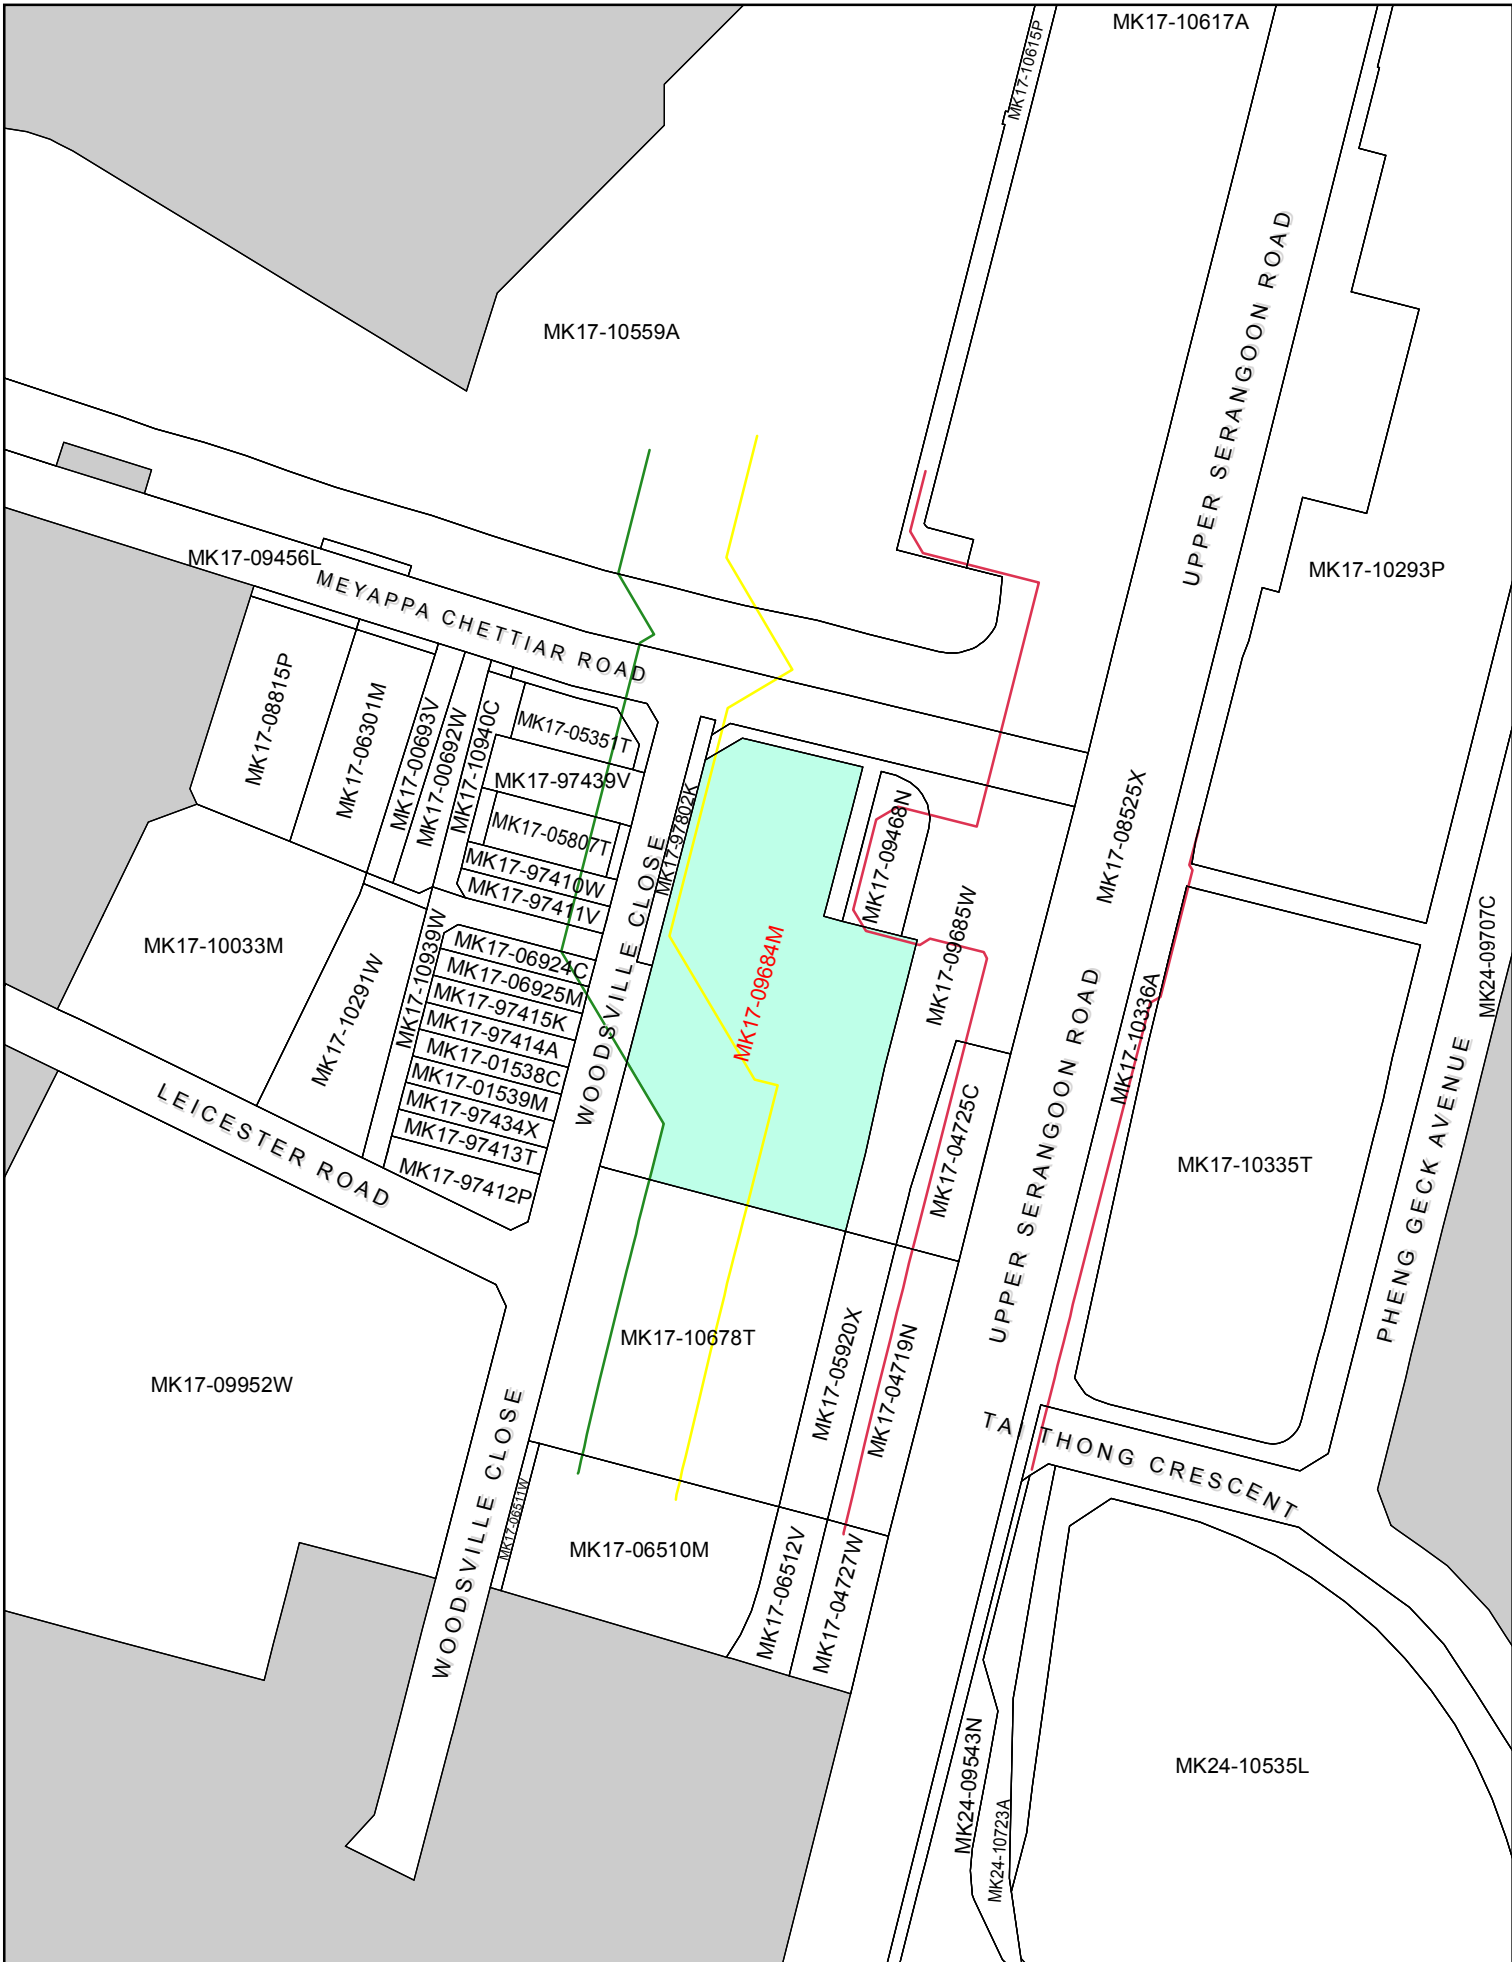 MK17-10617A
MK17-10615P
UPPER SERANGOON ROAD
MK17-10559A
MK17-09456L
MEYAPPA CHETTIAR ROAD
MK17-10293P
MK17-08815P
MK17-06301M
MK17-00693V
MK17-00692W
MK17-10940C
MK17-05351T
MK17-97439V
MK17-05807T
MK17-97410W
MK17-97411V
MK17-97802K
WOODSVILLE CLOSE
MK17-09468N
MK17-08525X
MK17-09685W
MK17-09684M
MK17-10033M
MK17-10291W
MK17-10939W
MK17-06924C
MK17-06925M
MK17-97415K
MK17-97414A
MK17-01538C
MK17-01539M
MK17-97434X
MK17-97413T
MK17-97412P
LEICESTER ROAD
MK17-04725C
UPPER SERANGOON ROAD
MK17-10336A
MK17-10335T
MK24-09707C
PHENG GECK AVENUE
MK17-10678T
MK17-05920X
MK17-04719N
MK17-09952W
TAI THONG CRESCENT
WOODSVILLE CLOSE
MK17-06511W
MK17-06510M
MK17-06512V
MK17-04727W
MK24-09543N
MK24-10723A
MK24-10535L